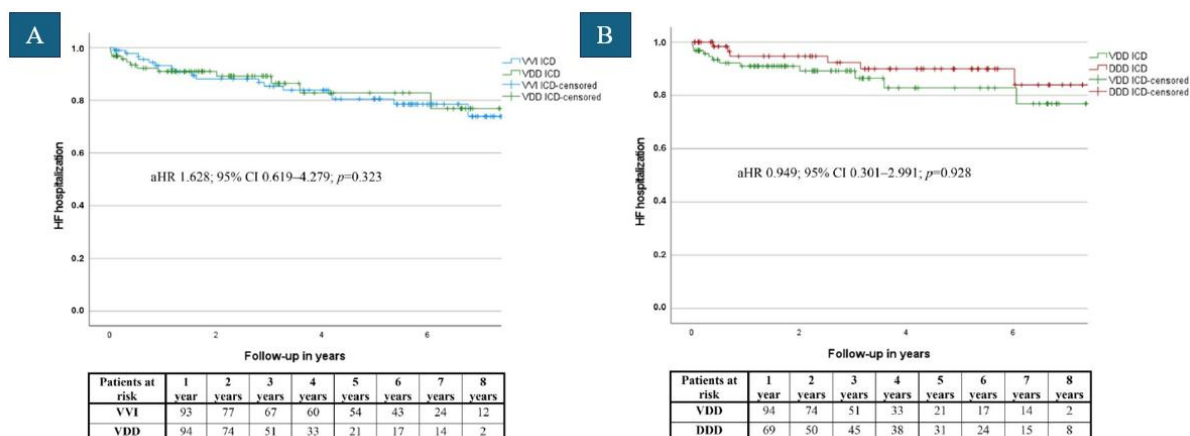 A
HF hospitalization
1.0
0.8
0.6
0.4
0.2
0.0
VVI ICD
VDD ICD
VVI ICD-censored
VDD ICD-censored
aHR 1.628; 95% CI 0.619–4.279; p=0.323
0 2 4 6
Follow-up in years
Patients at risk 1 year 2 years 3 years 4 years 5 years 6 years 7 years 8 years
VVI 93 77 67 60 54 43 24 12
VDD 94 74 51 33 21 17 14 2
B
HF hospitalization
1.0
0.8
0.6
0.4
0.2
0.0
VDD ICD
DDD ICD
VDD ICD-censored
DDD ICD-censored
aHR 0.949; 95% CI 0.301–2.991; p=0.928
0 2 4 6
Follow-up in years
Patients at risk 1 year 2 years 3 years 4 years 5 years 6 years 7 years 8 years
VDD 94 74 51 33 21 17 14 2
DDD 69 50 45 38 31 24 15 8